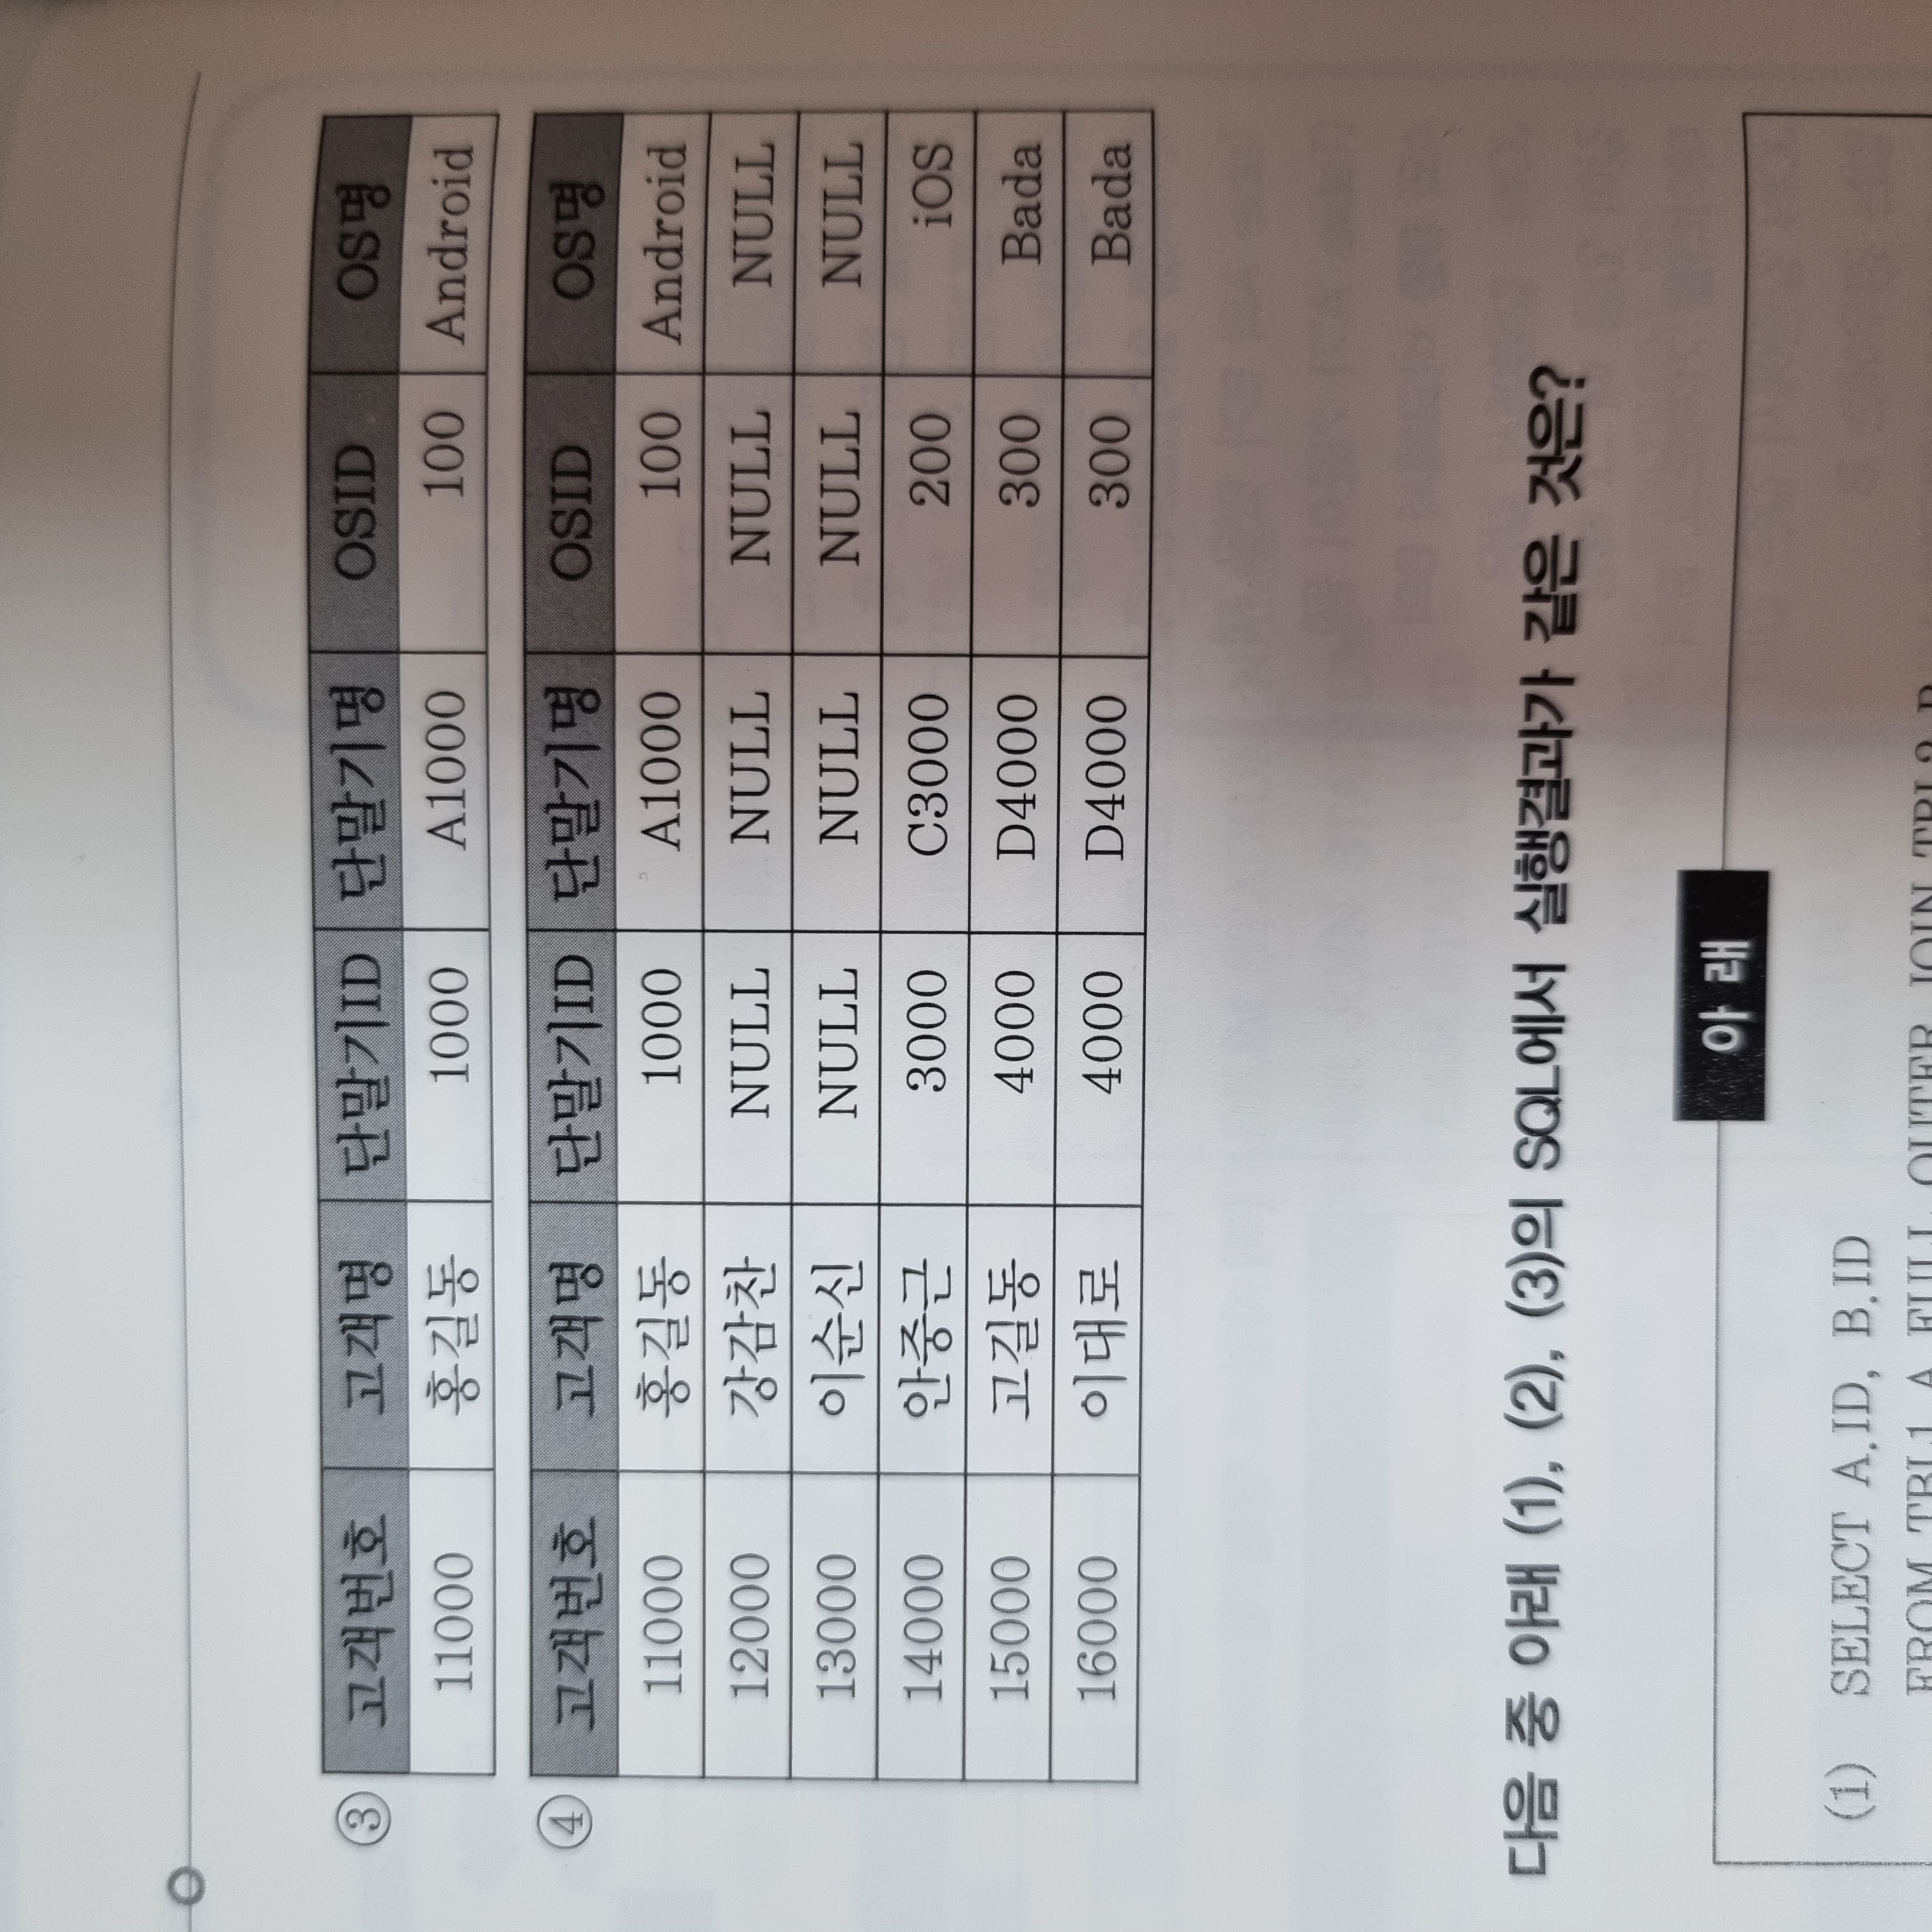 ③ 고객번호 고객명 단말기ID 단말기명 OSID OS명
11000 홍길동 1000 A1000 100 Android
④ 고객번호 고객명 단말기ID 단말기명 OSID OS명
11000 홍길동 1000 A1000 100 Android
12000 강감찬 NULL NULL NULL NULL
13000 이순신 NULL NULL NULL NULL
14000 안중근 3000 C3000 200 iOS
15000 고길동 4000 D4000 300 Bada
16000 이대로 4000 D4000 300 Bada
다음 중 아래 (1), (2), (3)의 SQL에서 실행결과가 같은 것은?
아 래
(1) SELECT A.ID, B.ID
FROM TBL1 A FULL OUTER JOIN TBL2 B